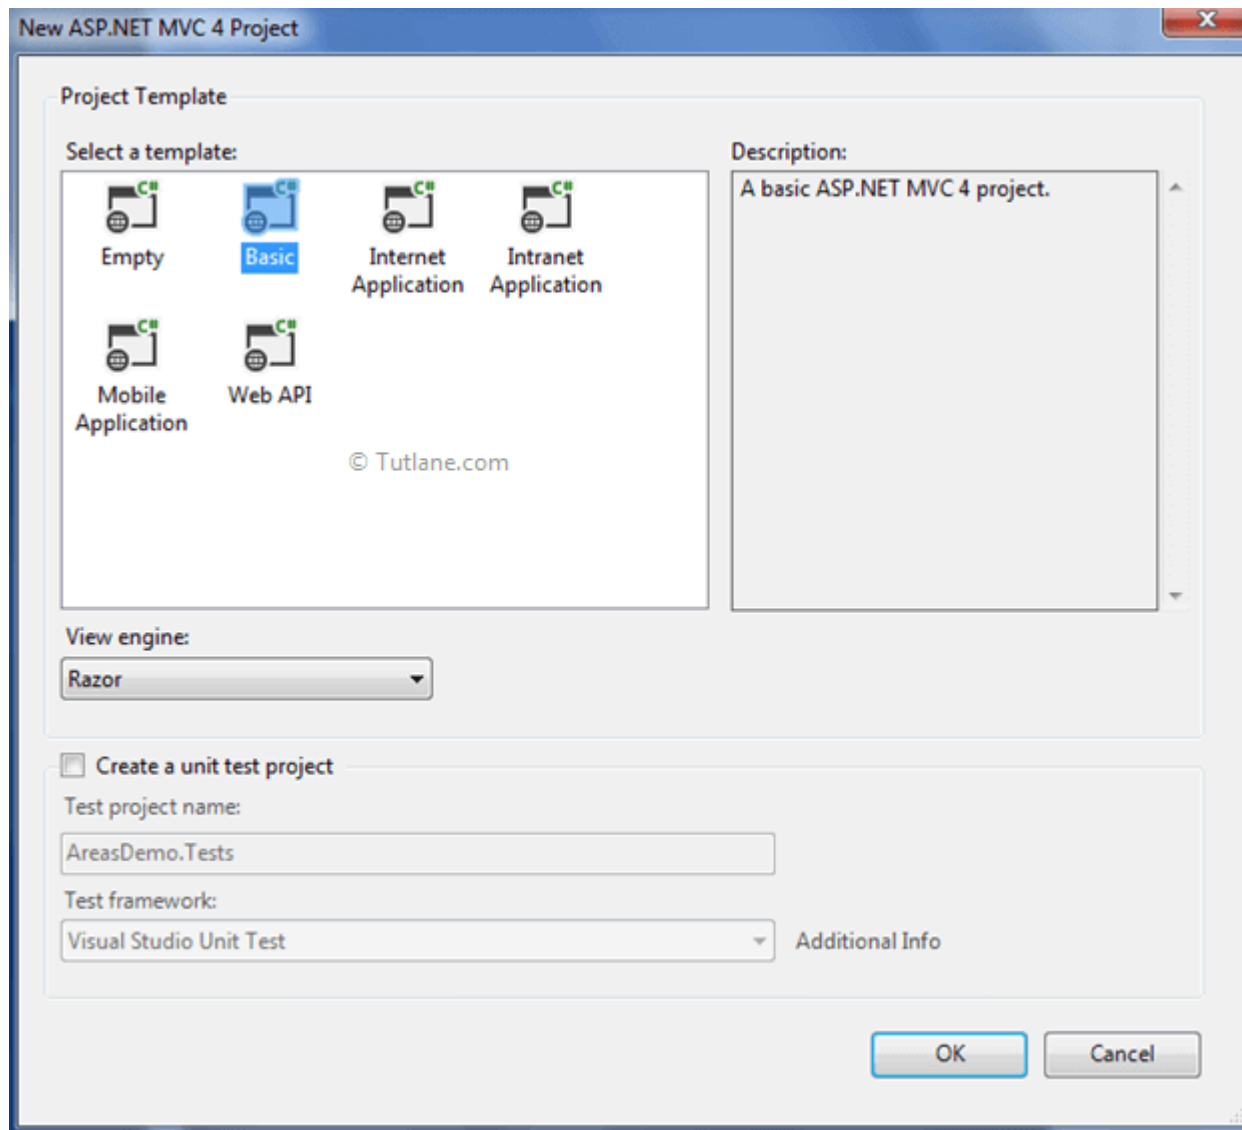 New ASP.NET MVC 4 Project
X
Project Template
Select a template:
Description:
C# C# C# C#
A basic ASP.NET MVC 4 project.
Empty Basic Internet Intranet
Application Application
C# C#
Mobile Web API
Application
© Tutlane.com
View engine:
Razor
Create a unit test project
Test project name:
AreasDemo.Tests
Test framework:
Visual Studio Unit Test
Additional Info
OK Cancel